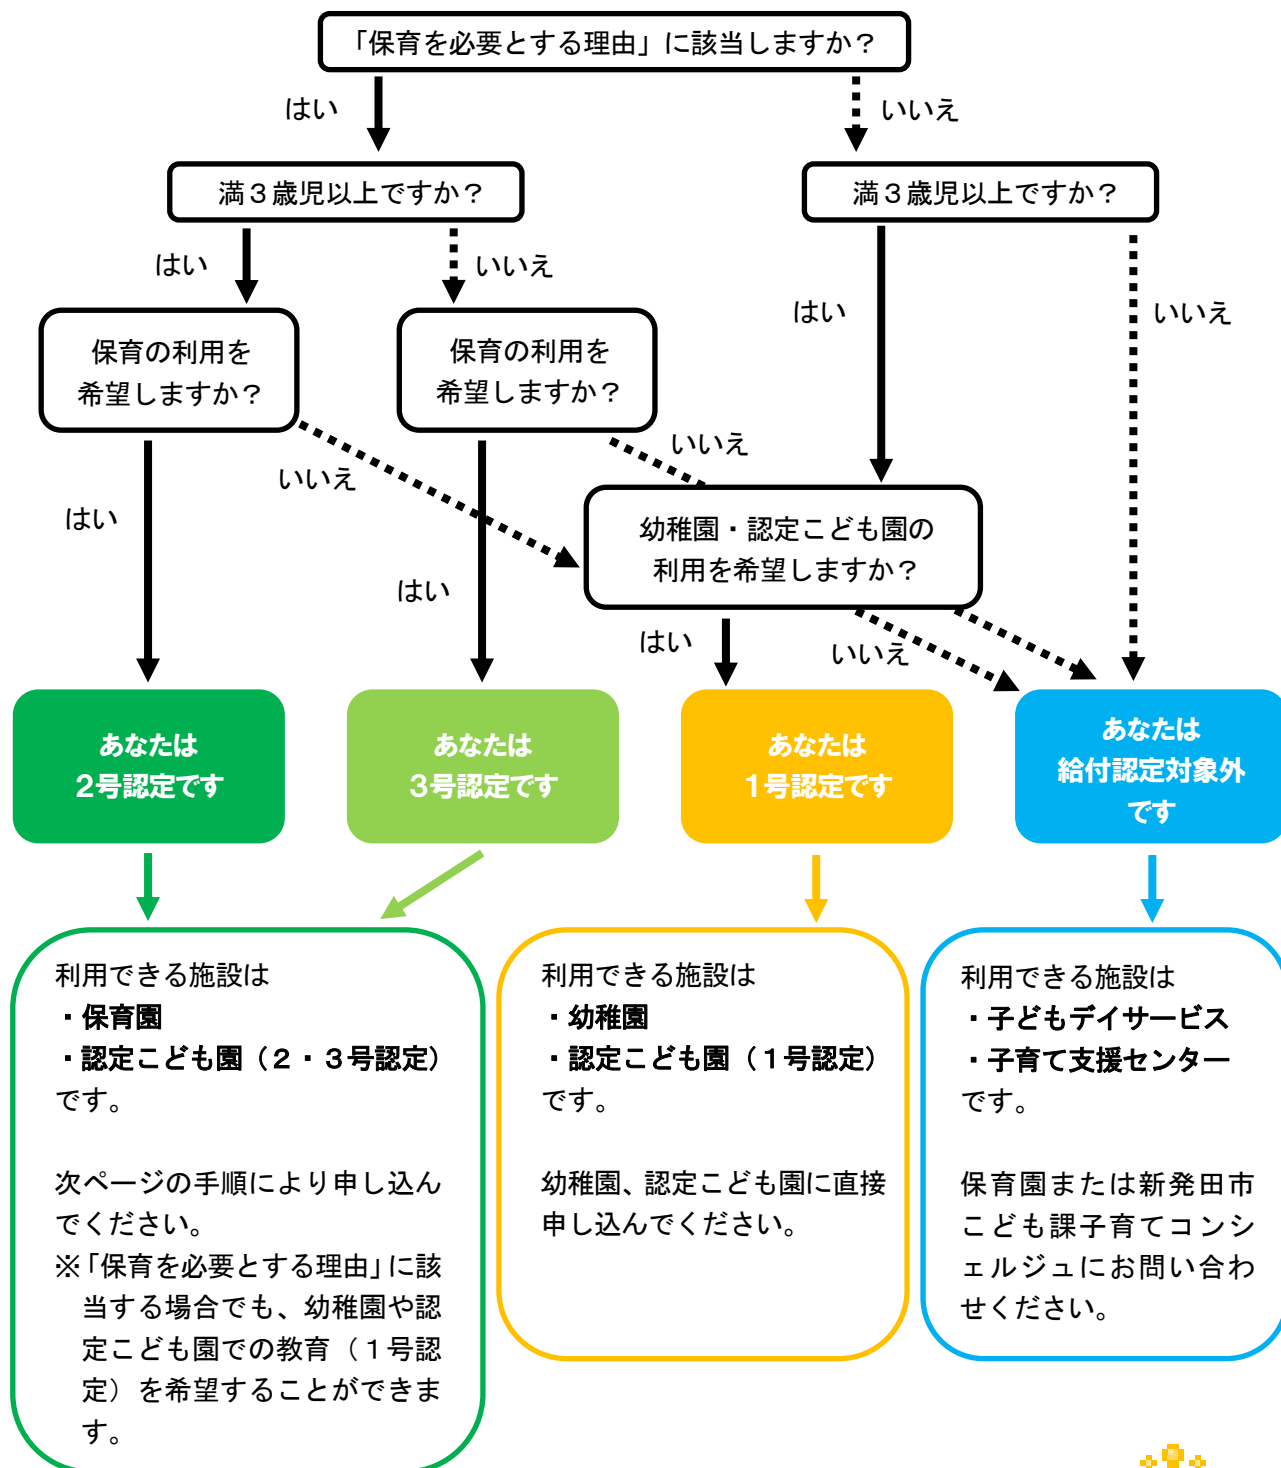 「保育を必要とする理由」に該当しますか？
はい
いいえ
満３歳児以上ですか？
満３歳児以上ですか？
はい
いいえ
はい
いいえ
保育の利用を
希望しますか？
保育の利用を
希望しますか？
いいえ
いいえ
はい
はい
幼稚園・認定こども園の
利用を希望しますか？
はい
いいえ
あなたは
２号認定です
あなたは
３号認定です
あなたは
１号認定です
あなたは
給付認定対象外
です
利用できる施設は
・保育園
・認定こども園（２・３号認定）
です。
次ページの手順により申し込ん
でください。
※「保育を必要とする理由」に該
当する場合でも、幼稚園や認
定こども園での教育（１号認
定）を希望することができま
す。
利用できる施設は
・幼稚園
・認定こども園（１号認定）
です。
幼稚園、認定こども園に直接
申し込んでください。
利用できる施設は
・子どもデイサービス
・子育て支援センター
です。
保育園または新発田市
こども課子育てコンシ
ェルジュにお問い合わ
せください。